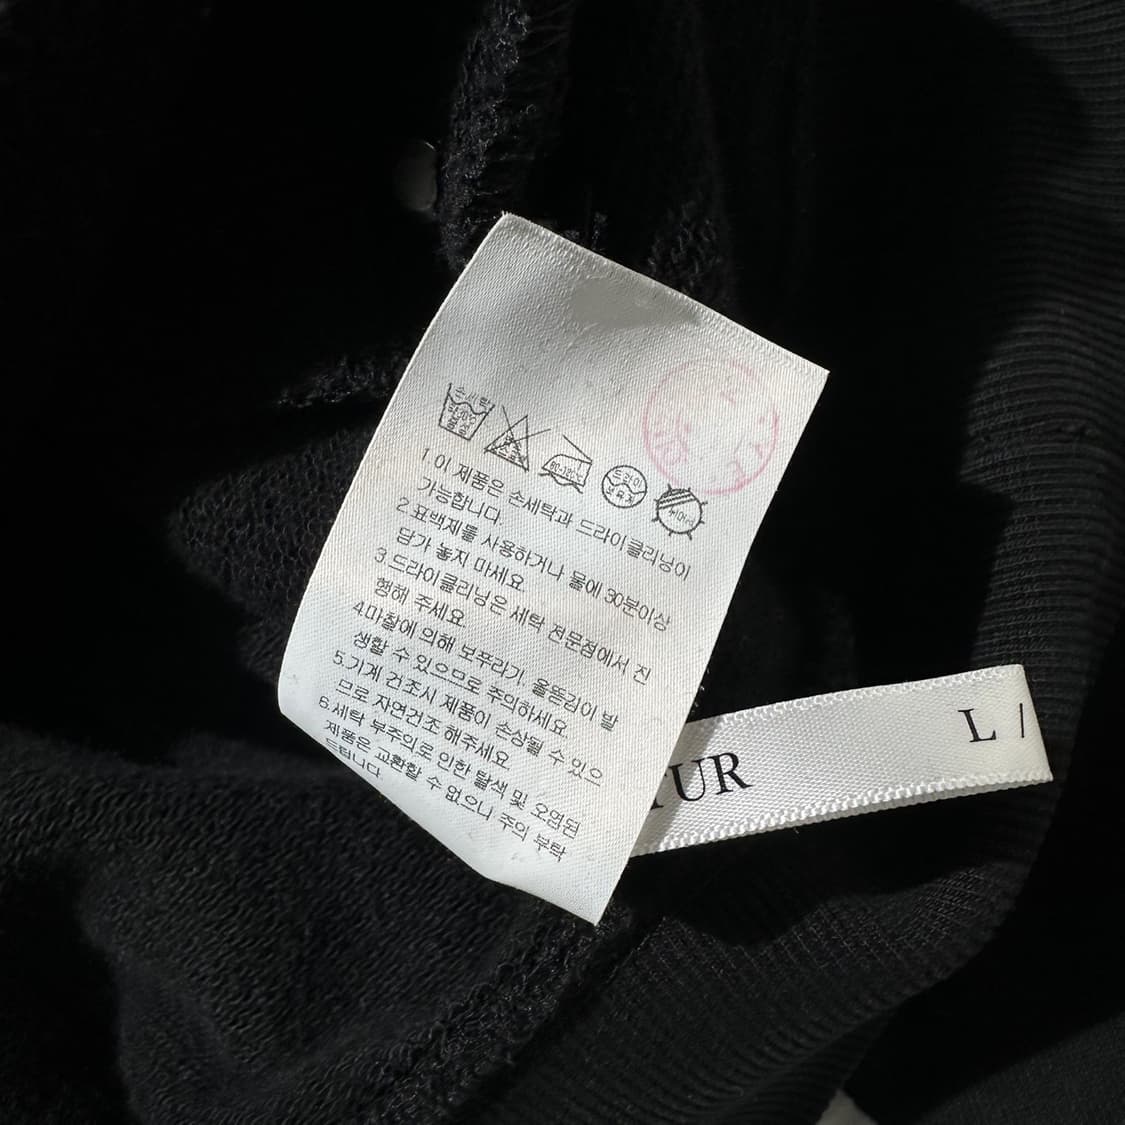 손세탁
중성
드라이
1.이 제품은 손세탁과 드라이클리닝이
가능합니다.
2.표백제를 사용하거나 물에 30분이상
담가 놓지 마세요.
3.드라이클리닝은 세탁 전문점에서 진
행해 주세요.
4.마찰에 의해 보푸라기, 올뜯김이 발
생할 수 있으므로 주의하세요.
5.기계 건조시 제품이 손상될 수 있으
므로 자연건조 해주세요.
6.세탁 부주의로 인한 탈색 및 오염된
제품은 교환할 수 없으니 주의 부탁
드립니다.
TUR L /